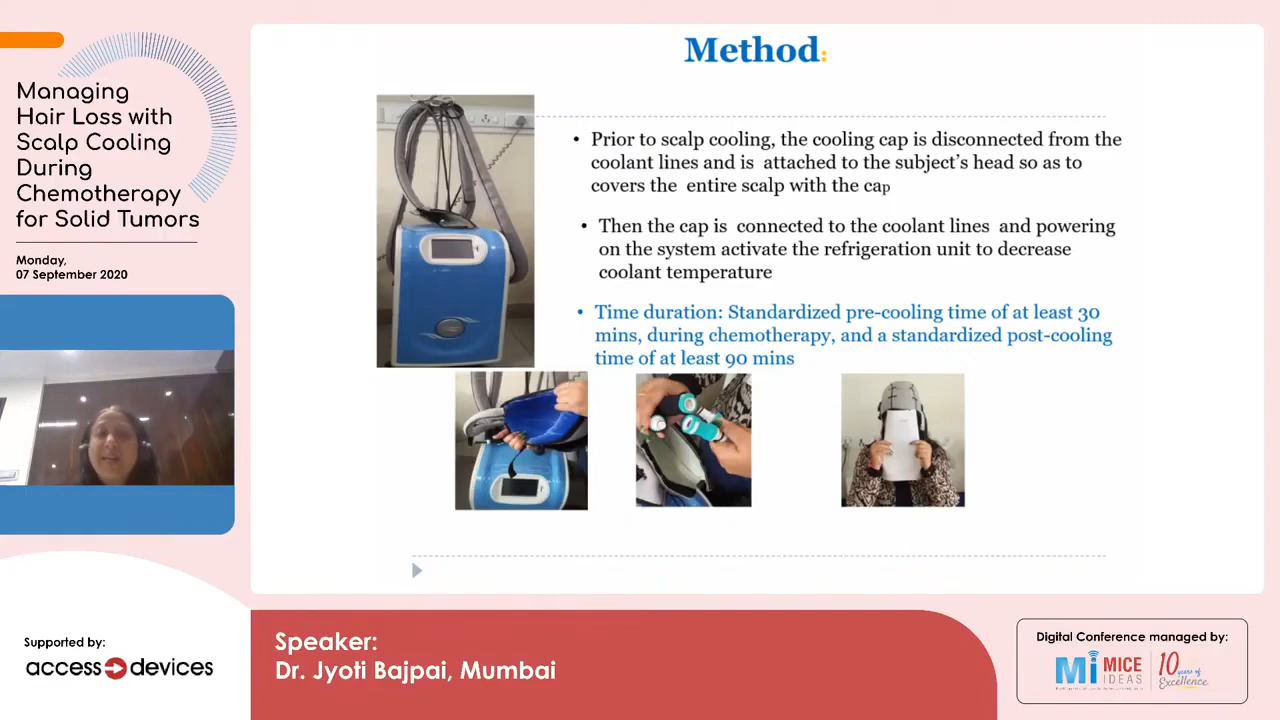 Managing
Hair Loss with
Scalp Cooling
During
Chemotherapy
for Solid Tumors
Monday,
07 September 2020
Method:
• Prior to scalp cooling, the cooling cap is disconnected from the
coolant lines and is attached to the subject's head so as to
covers the entire scalp with the cap
• Then the cap is connected to the coolant lines and powering
on the system activate the refrigeration unit to decrease
coolant temperature
• Time duration: Standardized pre-cooling time of at least 30
mins, during chemotherapy, and a standardized post-cooling
time of at least 90 mins
Supported by:
access devices
Speaker:
Dr. Jyoti Bajpai, Mumbai
Digital Conference managed by:
Mi MICE
IDEAS
10 years of
Excellence